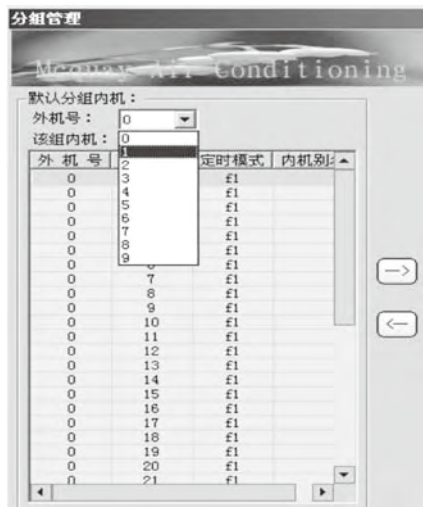 分组管理
Mcquay Air Conditioning
默认分组内机：
外机号： 0
该组内机： 0
1
2
3
4
5
6
7
8
9
外 机 号 定时模式 内机别
0 f1
0 f1
0 f1
0 f1
0 f1
0 f1
0 f1
0 7 f1
0 8 f1
0 9 f1
0 10 f1
0 11 f1
0 12 f1
0 13 f1
0 14 f1
0 15 f1
0 16 f1
0 17 f1
0 18 f1
0 19 f1
0 20 f1
0 21 f1
-->
<--